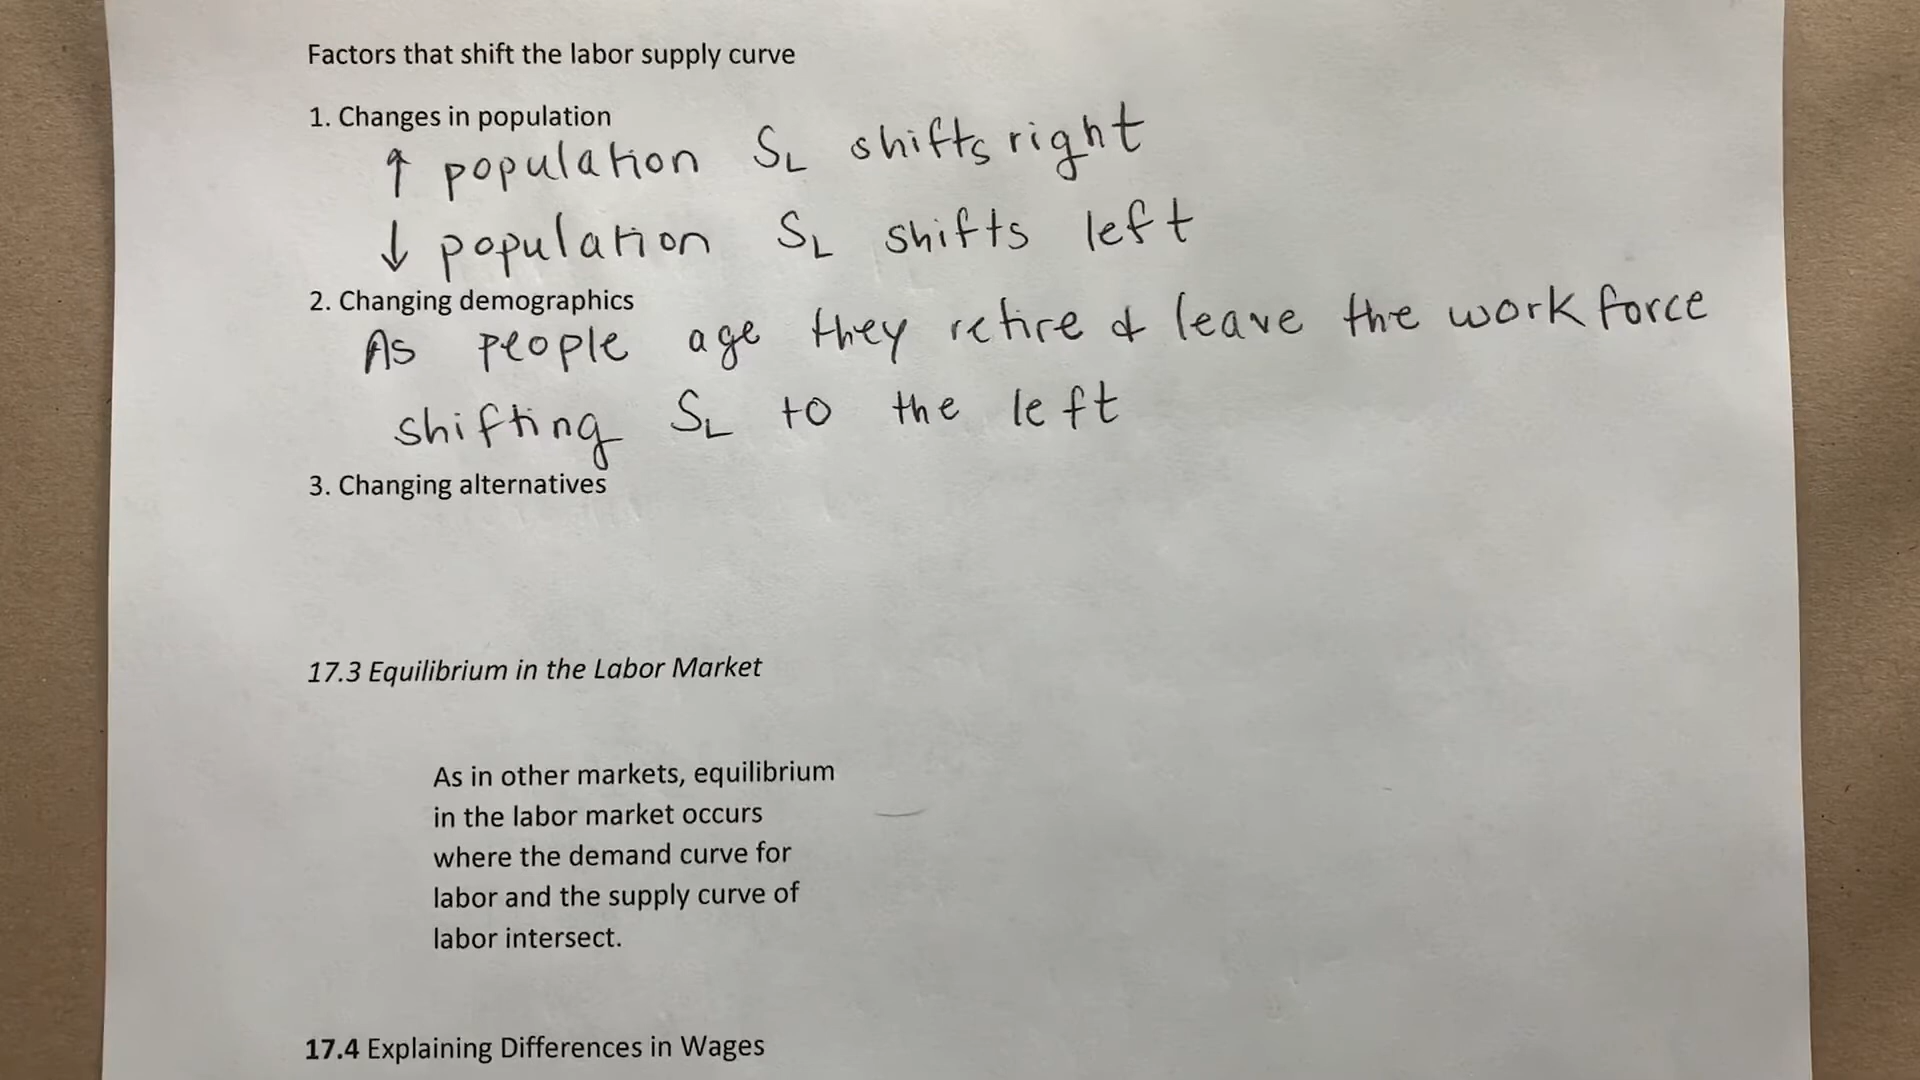 Factors that shift the labor supply curve
1. Changes in population
↑ population SL shifts right
↓ population SL shifts left
2. Changing demographics
As people age they retire & leave the work force
shifting SL to the left
3. Changing alternatives
17.3 Equilibrium in the Labor Market
As in other markets, equilibrium
in the labor market occurs
where the demand curve for
labor and the supply curve of
labor intersect.
17.4 Explaining Differences in Wages